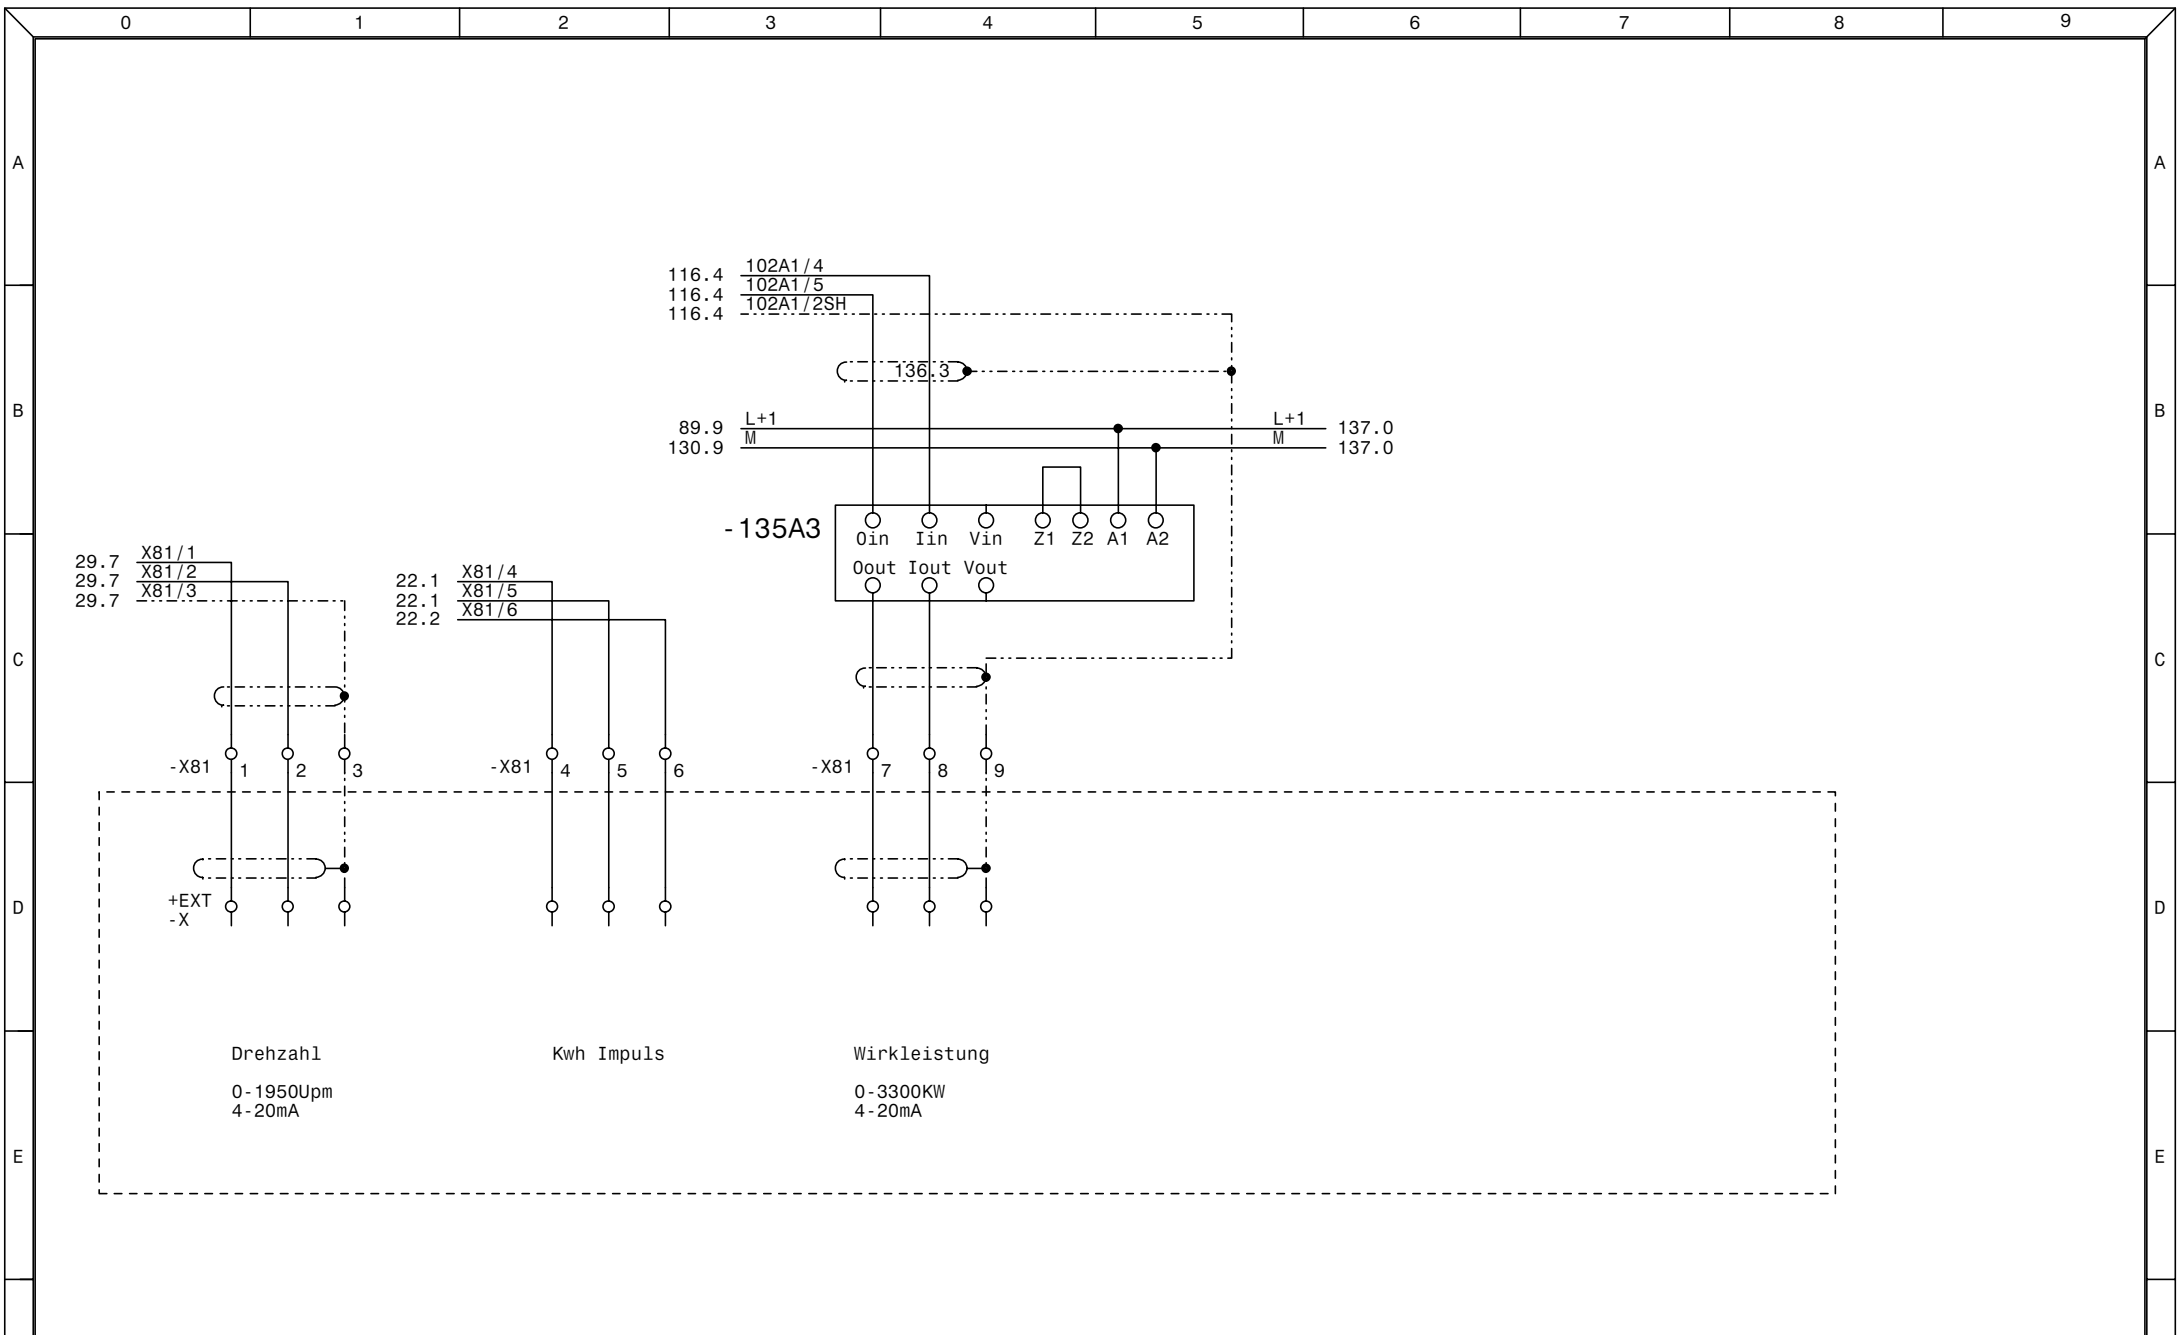 0 1 2 3 4 5 6 7 8 9
A A
116.4 102A1/4
116.4 102A1/5
116.4 102A1/2SH
136.3
B B
89.9 L+1 L+1 137.0
130.9 M M 137.0
-135A3
0in Iin Vin Z1 Z2 A1 A2
0out Iout Vout
29.7 X81/1
29.7 X81/2
29.7 X81/3
22.1 X81/4
22.1 X81/5
22.2 X81/6
C C
-X81 1 2 3
-X81 4 5 6
-X81 7 8 9
+EXT
-X
D D
Drehzahl
0-1950Upm
4-20mA
Kwh Impuls
Wirkleistung
0-3300KW
4-20mA
E E